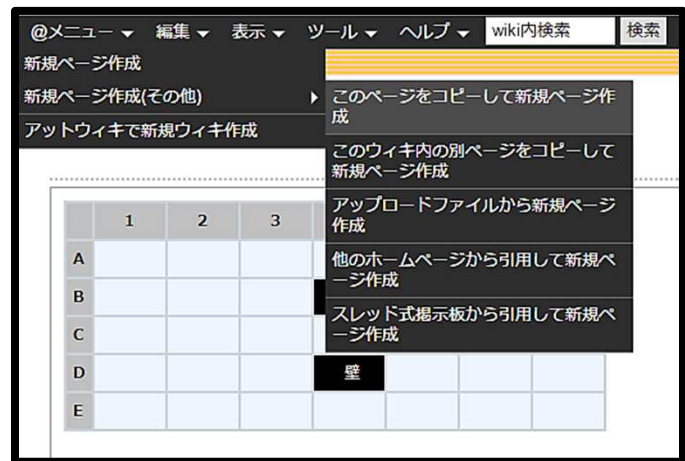 @メニュー ▼ 編集 ▼ 表示 ▼ ツール ▼ ヘルプ ▼ wiki内検索 検索
新規ページ作成
新規ページ作成(その他)
アットウィキで新規ウィキ作成
このページをコピーして新規ページ作
成
このウィキ内の別ページをコピーして
新規ページ作成
アップロードファイルから新規ページ
作成
他のホームページから引用して新規ペ
ージ作成
スレッド式掲示板から引用して新規ペ
ージ作成
1 2 3
A
B
C
D 壁
E